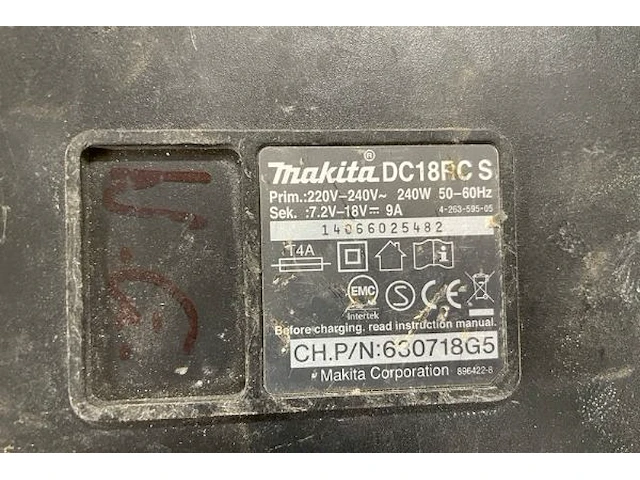 makita® DC18RC S
Prim.:220V-240V~ 240W 50-60Hz
Sek. :7.2V-18V⎓ 9A 4-263-595-05
14066025482
T4A
EMC
S CE
Intertek
Before charging, read instruction manual.
CH.P/N:630718G5
Makita Corporation 896422-8